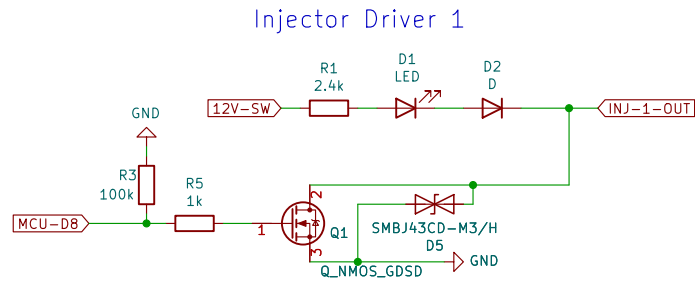 Injector Driver 1
D1
LED
D2
D
R1
2.4k
12V-SW
INJ-1-OUT
GND
R3
100k
R5
1k
MCU-D8
1
2
3
Q1
Q_NMOS_GDSD
SMBJ43CD-M3/H
D5
GND